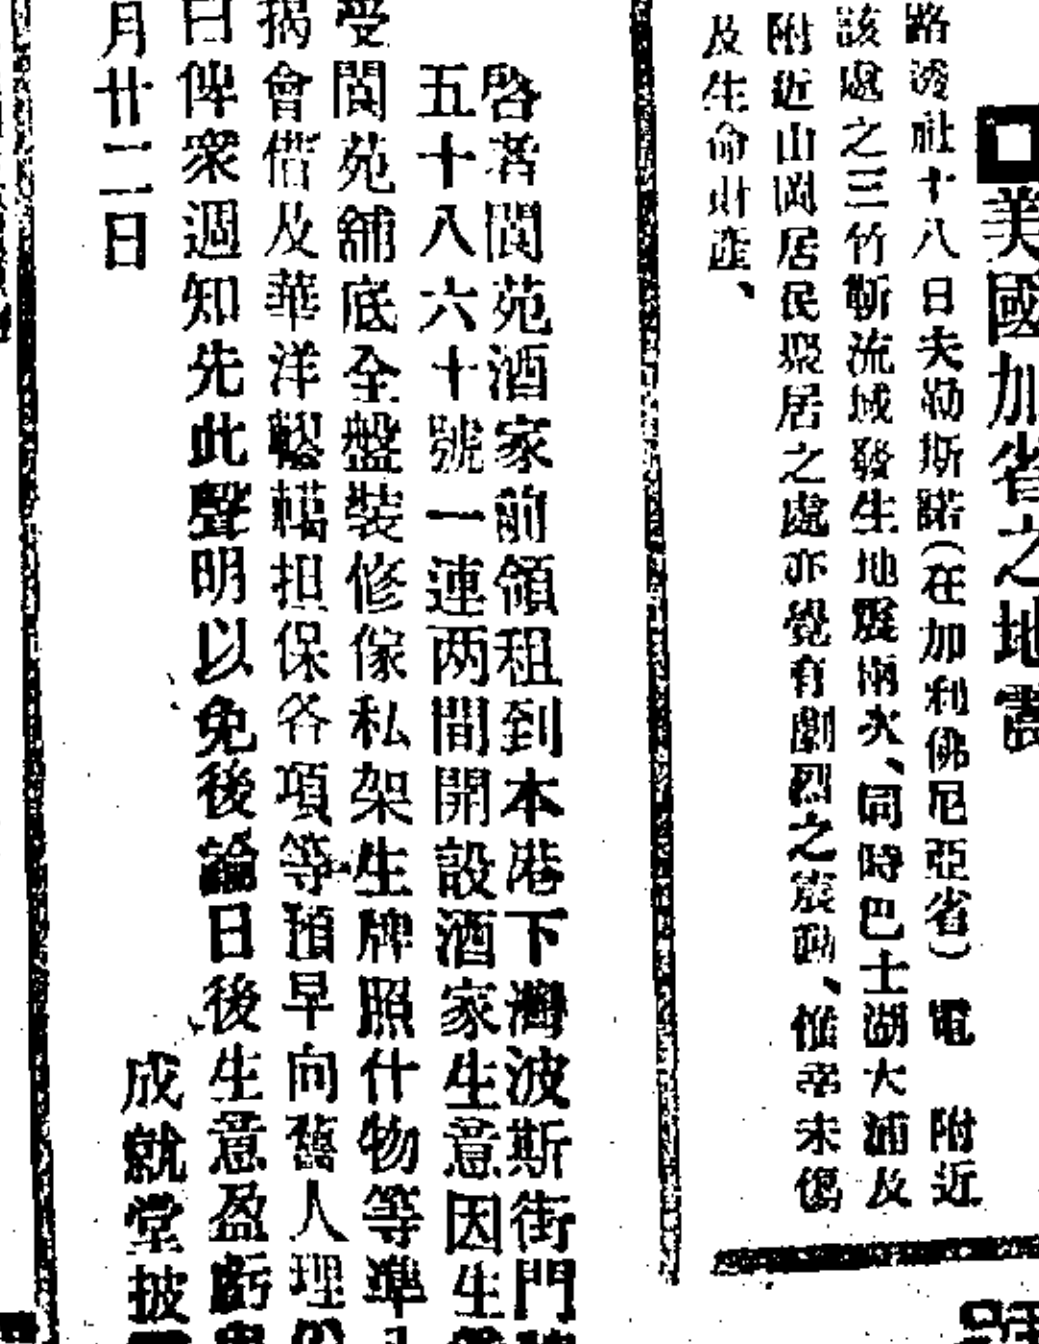 美國加省之地震
路透社十八日夫勒斯諾(在加利佛尼亞省)電 附近
該處之三竹靳流域發生地震兩次、同時巴士湖大浦及
附近山岡居民聚居之處亦覺有劇烈之震動、惟幸未傷
及生命財產、
啓者閬苑酒家前領租到本港下灣波斯街門
五十八六十號一連两間開設酒家生意因生
受閬苑舖底全盤裝修傢私架生牌照什物等準
揭會借及華洋轇轕担保各項等預早向舊人理
日俾衆週知先此聲明以免後論日後生意盈虧
月廿二日
成就堂披